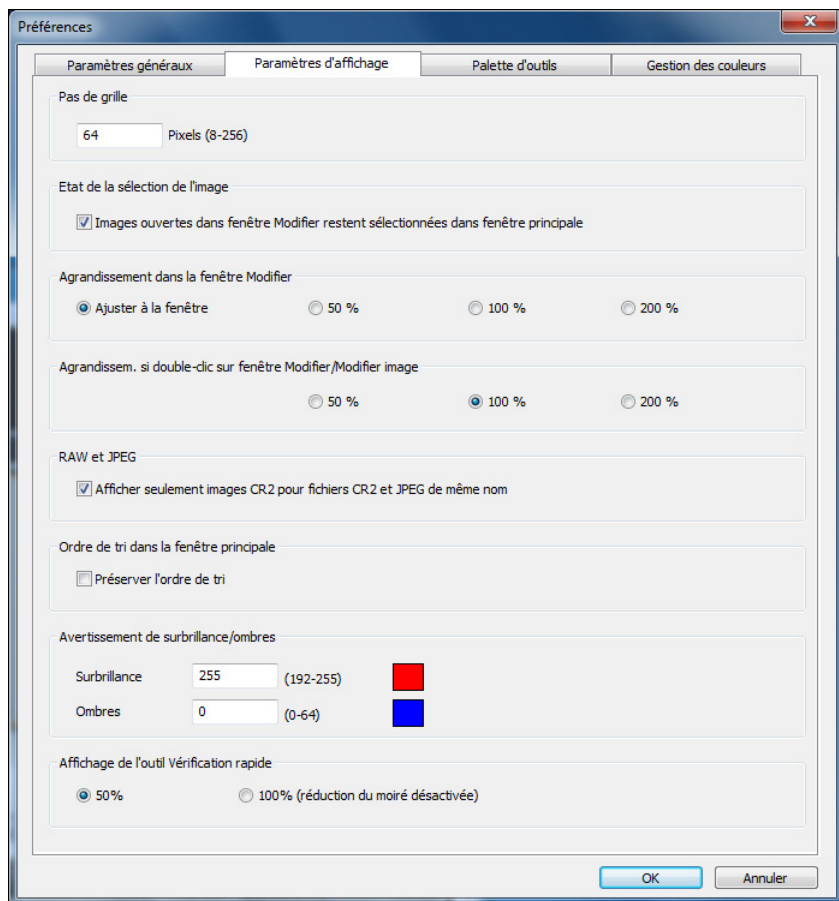 Préférences
Paramètres généraux Paramètres d'affichage Palette d'outils Gestion des couleurs
Pas de grille
64 Pixels (8-256)
Etat de la sélection de l'image
Images ouvertes dans fenêtre Modifier restent sélectionnées dans fenêtre principale
Agrandissement dans la fenêtre Modifier
Ajuster à la fenêtre 50 % 100 % 200 %
Agrandissem. si double-clic sur fenêtre Modifier/Modifier image
50 % 100 % 200 %
RAW et JPEG
Afficher seulement images CR2 pour fichiers CR2 et JPEG de même nom
Ordre de tri dans la fenêtre principale
Préserver l'ordre de tri
Avertissement de surbrillance/ombres
Surbrillance 255 (192-255)
Ombres 0 (0-64)
Affichage de l'outil Vérification rapide
50% 100% (réduction du moiré désactivée)
OK Annuler